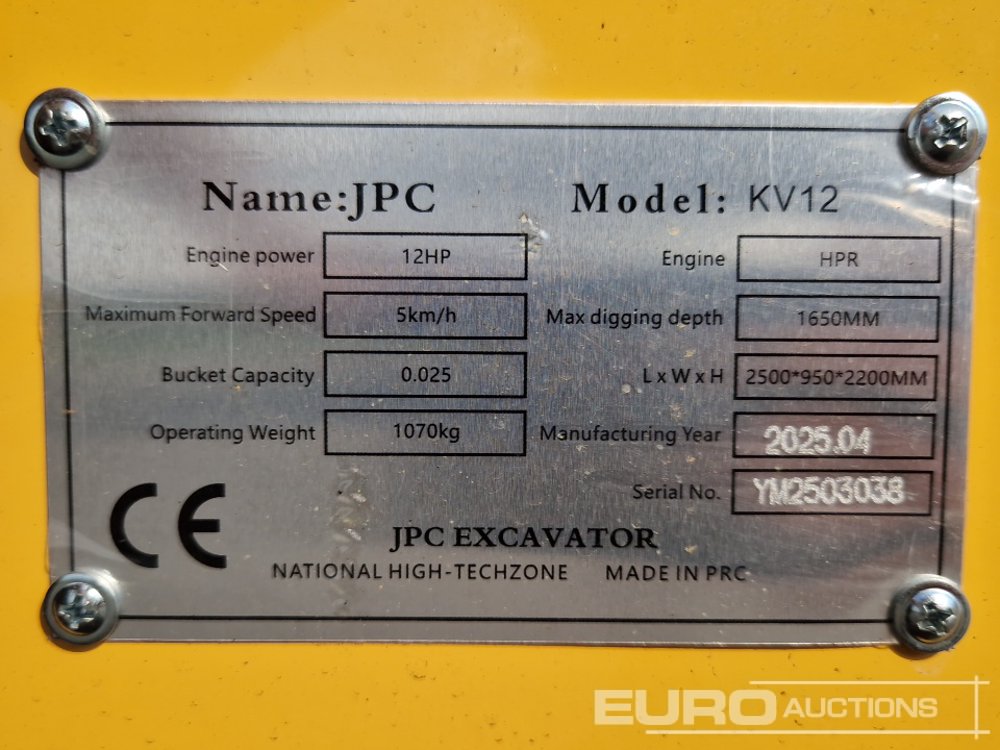 Name:JPC Model: KV12
Engine power 12HP Engine HPR
Maximum Forward Speed 5km/h Max digging depth 1650MM
Bucket Capacity 0.025 L x W x H 2500*950*2200MM
Operating Weight 1070kg Manufacturing Year 2025.04
Serial No. YM2503038
CE
JPC EXCAVATOR
NATIONAL HIGH-TECHZONE MADE IN PRC
EURO AUCTIONS